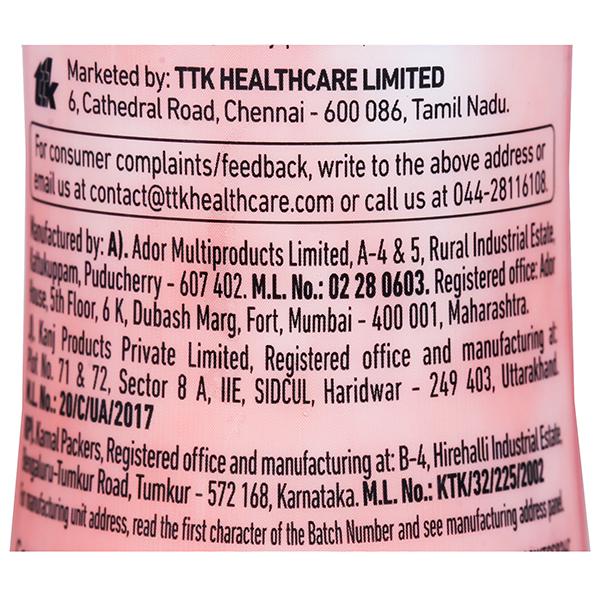 ttk
Marketed by: TTK HEALTHCARE LIMITED
6, Cathedral Road, Chennai - 600 086, Tamil Nadu.
For consumer complaints/feedback, write to the above address or
email us at contact@ttkhealthcare.com or call us at 044-28116108.
Manufactured by: A). Ador Multiproducts Limited, A-4 & 5, Rural Industrial Estate,
Kattukuppam, Puducherry - 607 402. M.L. No.: 02 28 0603. Registered office: Ador
House, 5th Floor, 6 K, Dubash Marg, Fort, Mumbai - 400 001, Maharashtra.
Kanj Products Private Limited, Registered office and manufacturing at:
Plot No. 71 & 72, Sector 8 A, IIE, SIDCUL, Haridwar - 249 403, Uttarakhand.
M.L. No.: 20/C/UA/2017
Kamal Packers, Registered office and manufacturing at: B-4, Hirehalli Industrial Estate,
Bengaluru-Tumkur Road, Tumkur - 572 168, Karnataka. M.L. No.: KTK/32/225/2002
For manufacturing unit address, read the first character of the Batch Number and see manufacturing address panel.